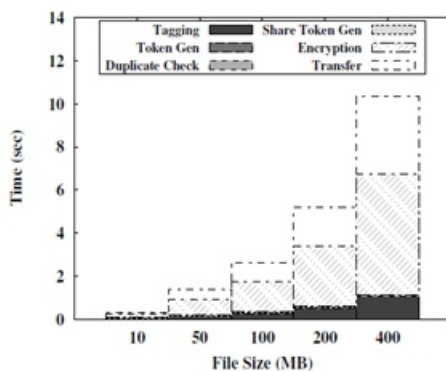 14
12
10
8
6
4
2
0
Time (sec)
Tagging
Token Gen
Duplicate Check
Share Token Gen
Encryption
Transfer
10 50 100 200 400
File Size (MB)